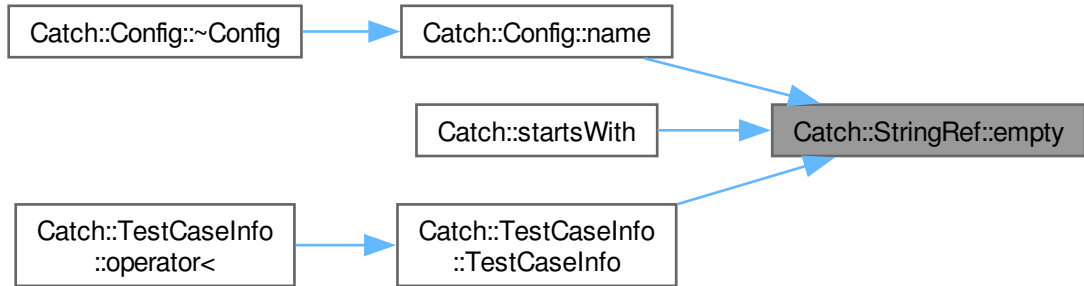 Catch::Config::~Config
Catch::Config::name
Catch::startsWith
Catch::StringRef::empty
Catch::TestCaseInfo
::operator<
Catch::TestCaseInfo
::TestCaseInfo